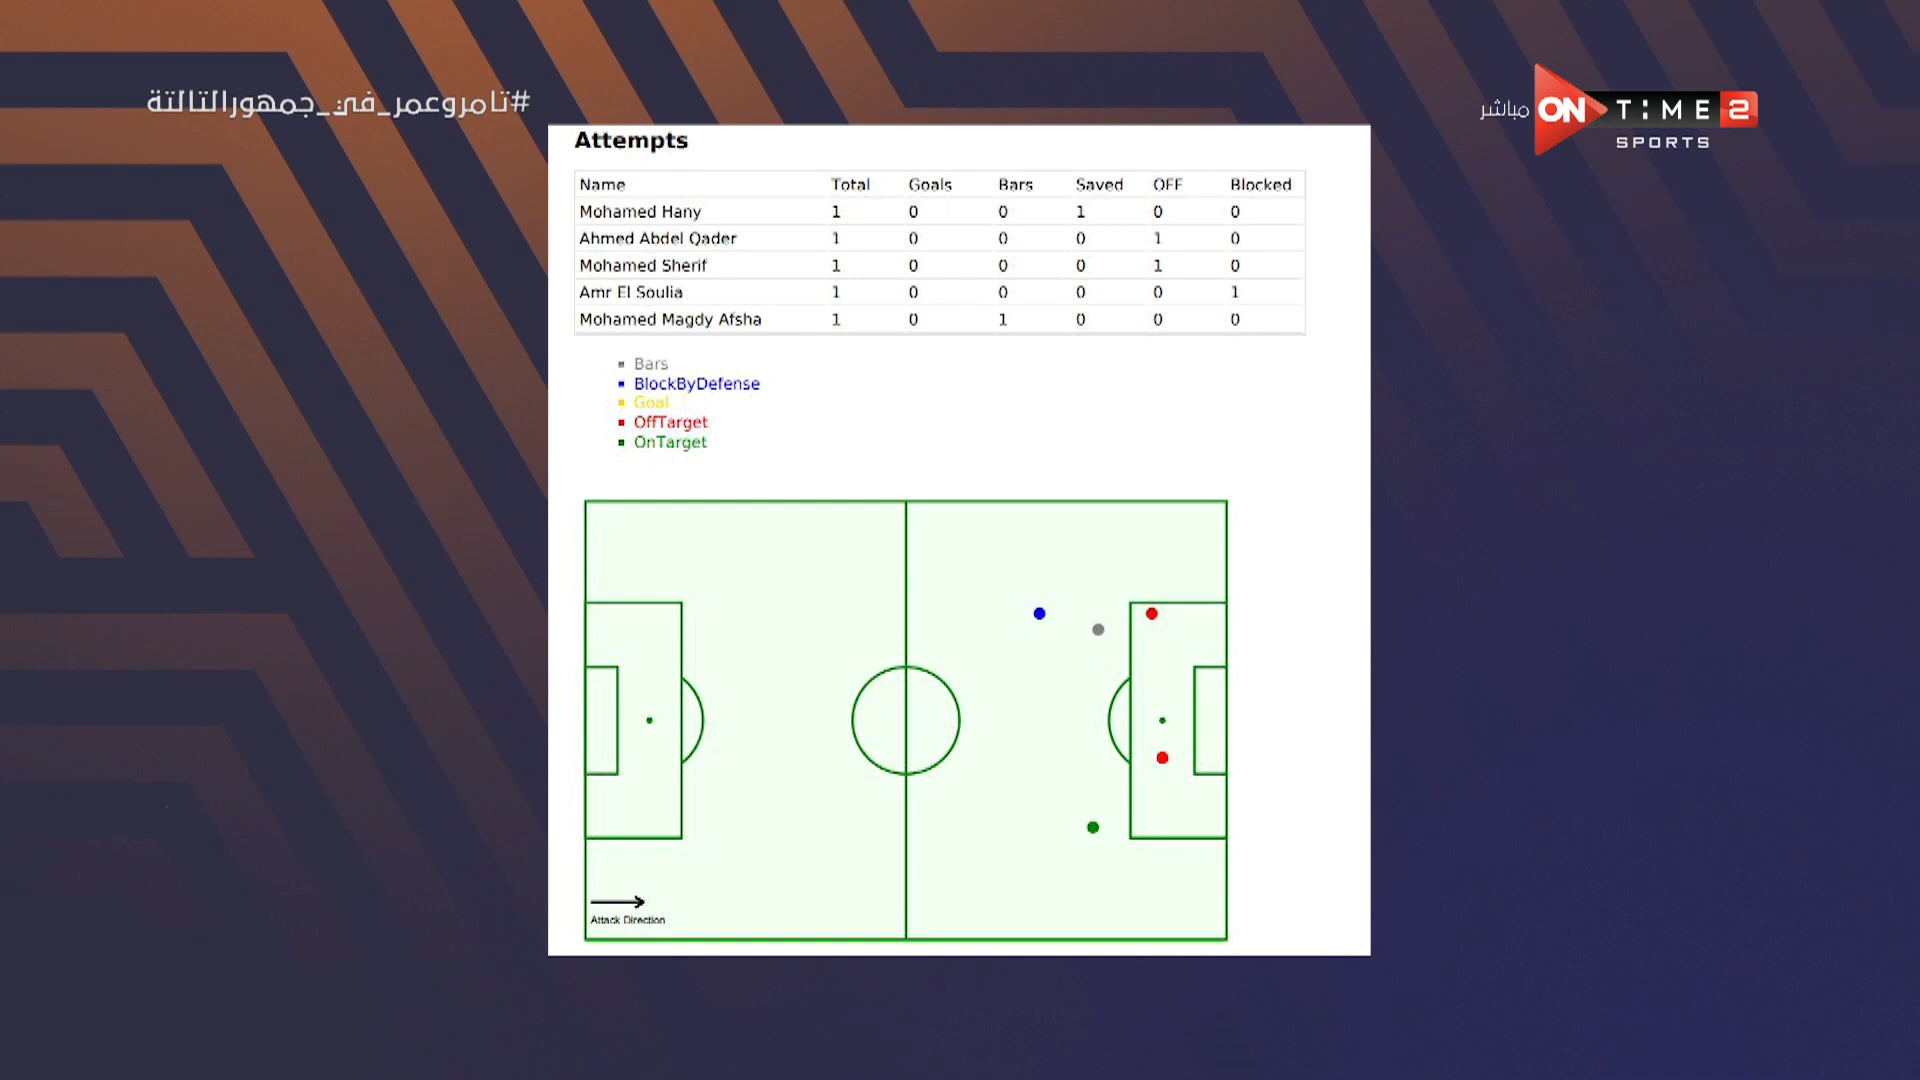 #تامروعمر_في_جمهورالتالتة
مباشر ON TIME 2
SPORTS
Attempts
Name Total Goals Bars Saved OFF Blocked
Mohamed Hany 1 0 0 1 0 0
Ahmed Abdel Qader 1 0 0 0 1 0
Mohamed Sherif 1 0 0 0 1 0
Amr El Soulia 1 0 0 0 0 1
Mohamed Magdy Afsha 1 0 1 0 0 0
Bars
BlockByDefense
Goal
OffTarget
OnTarget
Attack Direction